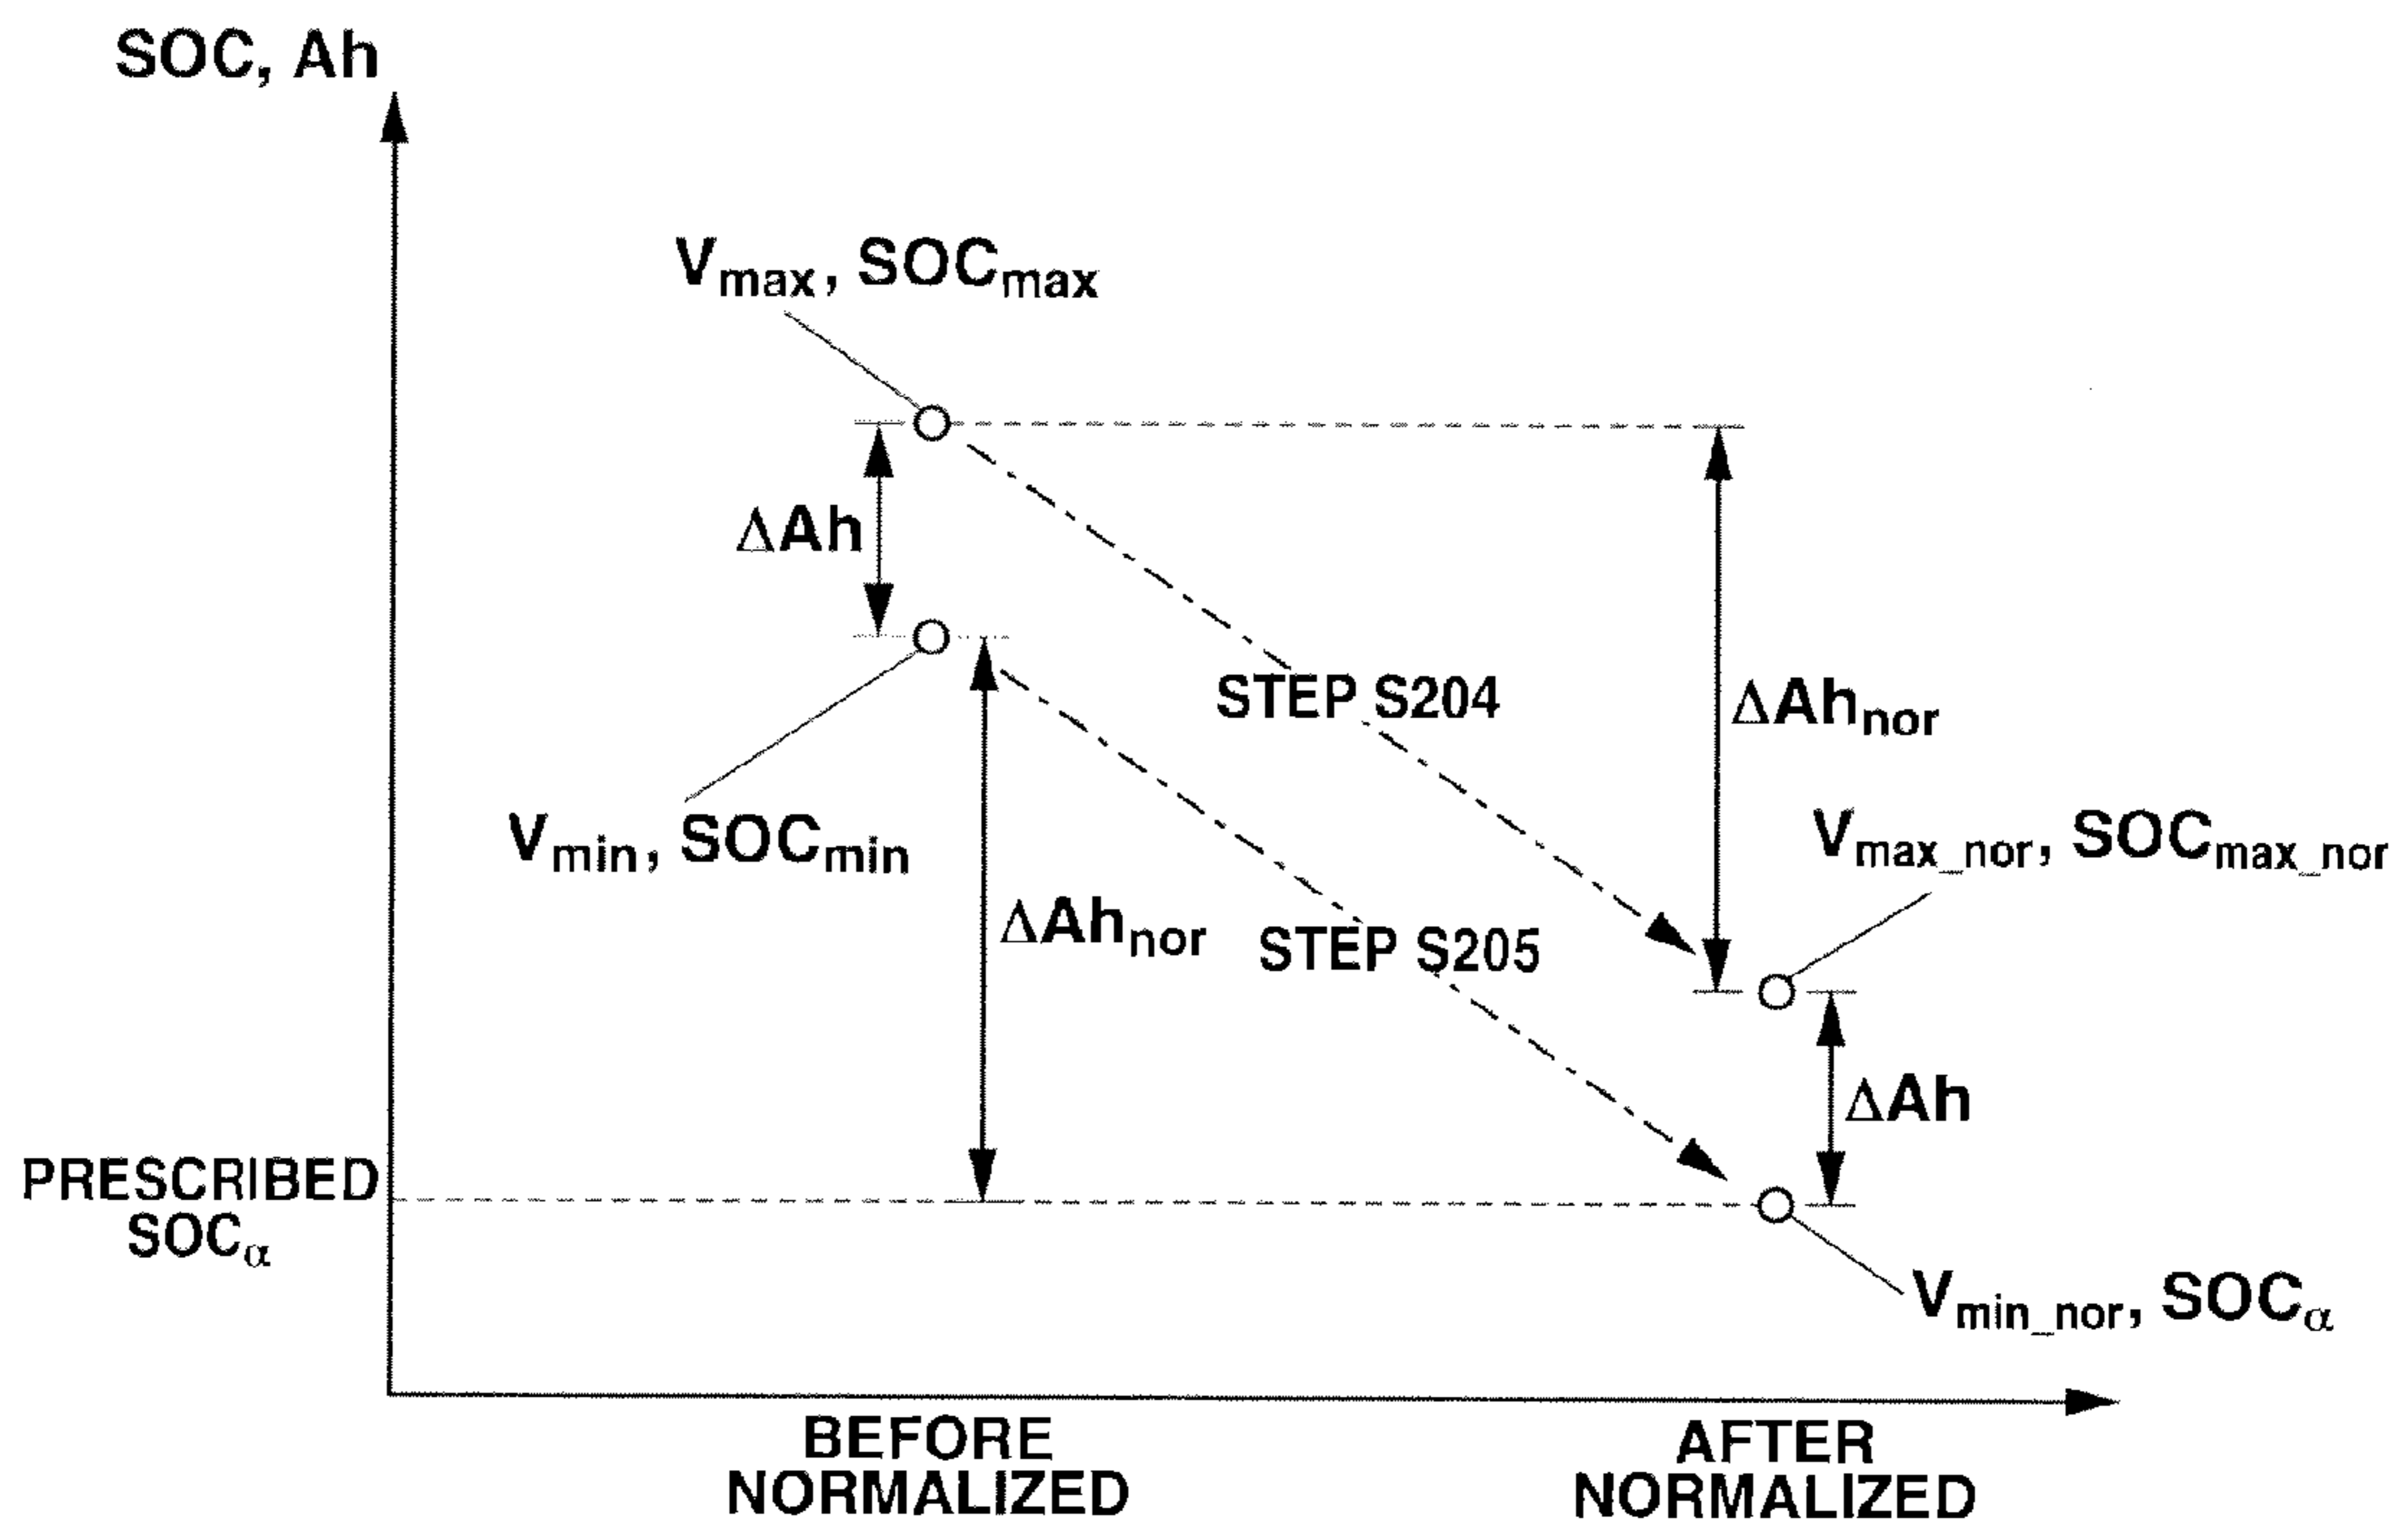 SOC, Ah
Vmax, SOCmax
ΔAh
STEP S204
ΔAhnor
Vmin, SOCmin
Vmax_nor, SOCmax_nor
ΔAhnor
STEP S205
ΔAh
PRESCRIBED
SOCα
Vmin_nor, SOCα
BEFORE
NORMALIZED
AFTER
NORMALIZED